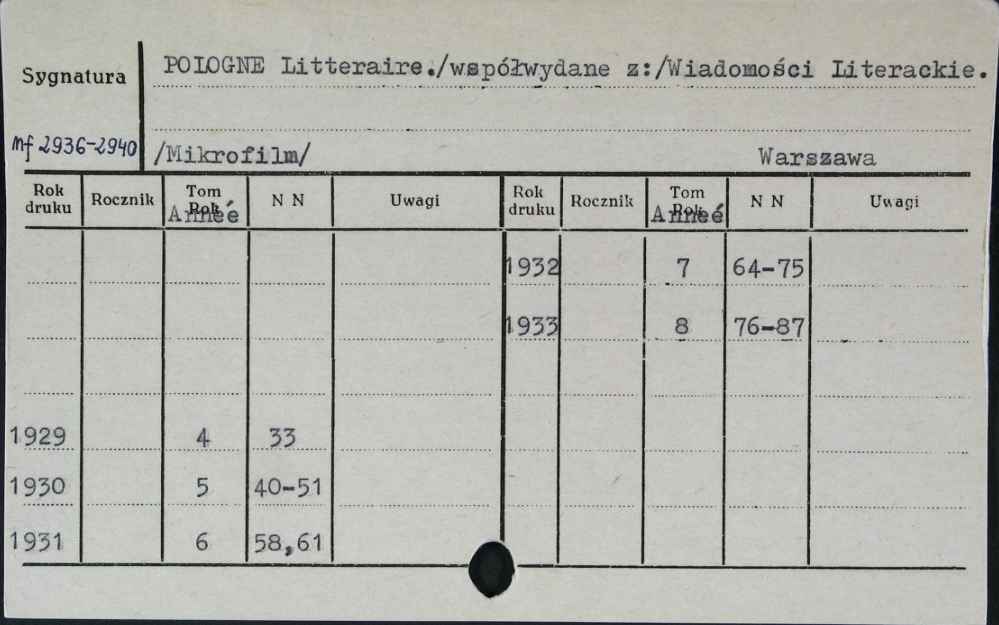 POLOGNE Litteraire./współwydane z:/Wiadomości Literackie.
Sygnatura
mf 2936-2940 /Mikrofilm/ Warszawa
Rok druku Rocznik Tom Rok Anneé N N Uwagi Rok druku Rocznik Tom Rok Anneé N N Uwagi
1932 7 64-75
1933 8 76-87
1929 4 33
1930 5 40-51
1931 6 58,61